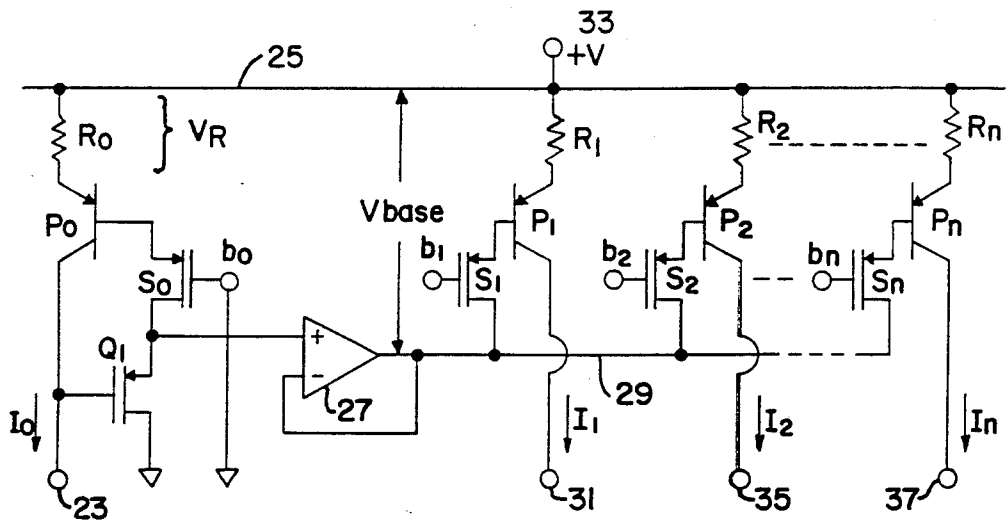 33
25
+V
R0
VR
R1
R2
Rn
P0
Vbase
P1
P2
Pn
b0
b1
b2
bn
S0
S1
S2
Sn
Q1
+
-
27
29
I0
I1
I2
In
23
31
35
37